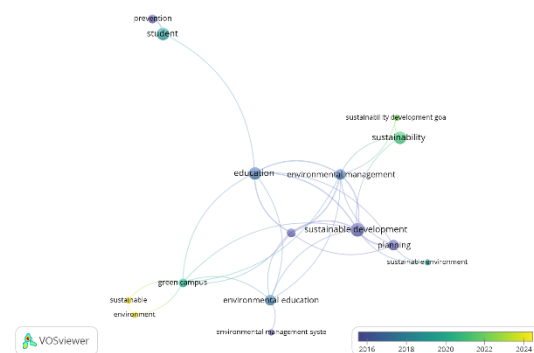 prevention
student
sustainability development goa
sustainability
education
environmental management
sustainable development
planning
sustainable environment
green campus
sustainable
environmental education
environment
environmental management syste
VOSviewer
2016 2018 2020 2022 2024